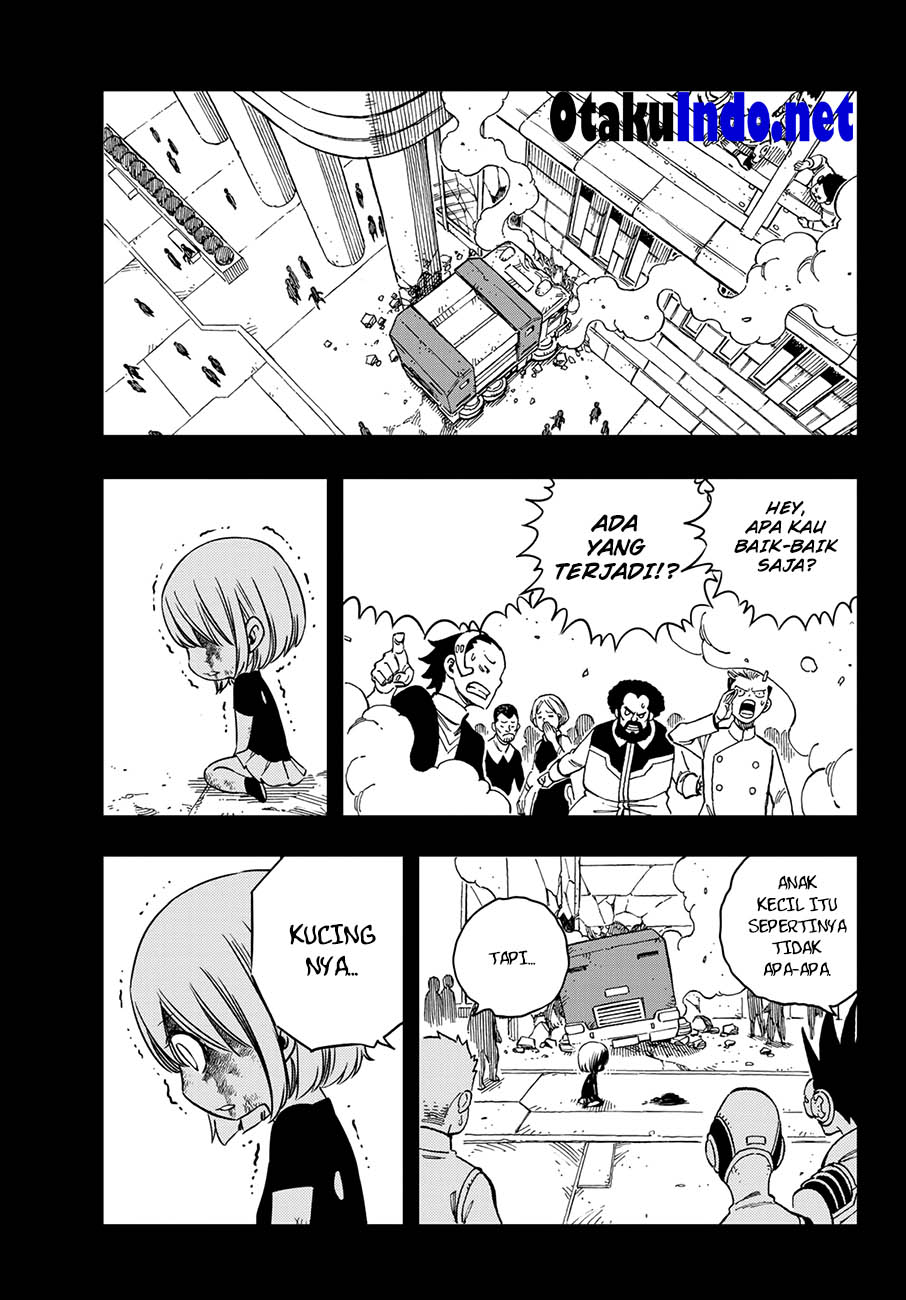 OtakuIndo.net
HEY,
APA KAU
BAIK-BAIK
SAJA?
ADA
YANG
TERJADI!?
ANAK
KECIL ITU
SEPERTINYA
TIDAK
APA-APA.
TAPI...
KUCING
NYA..